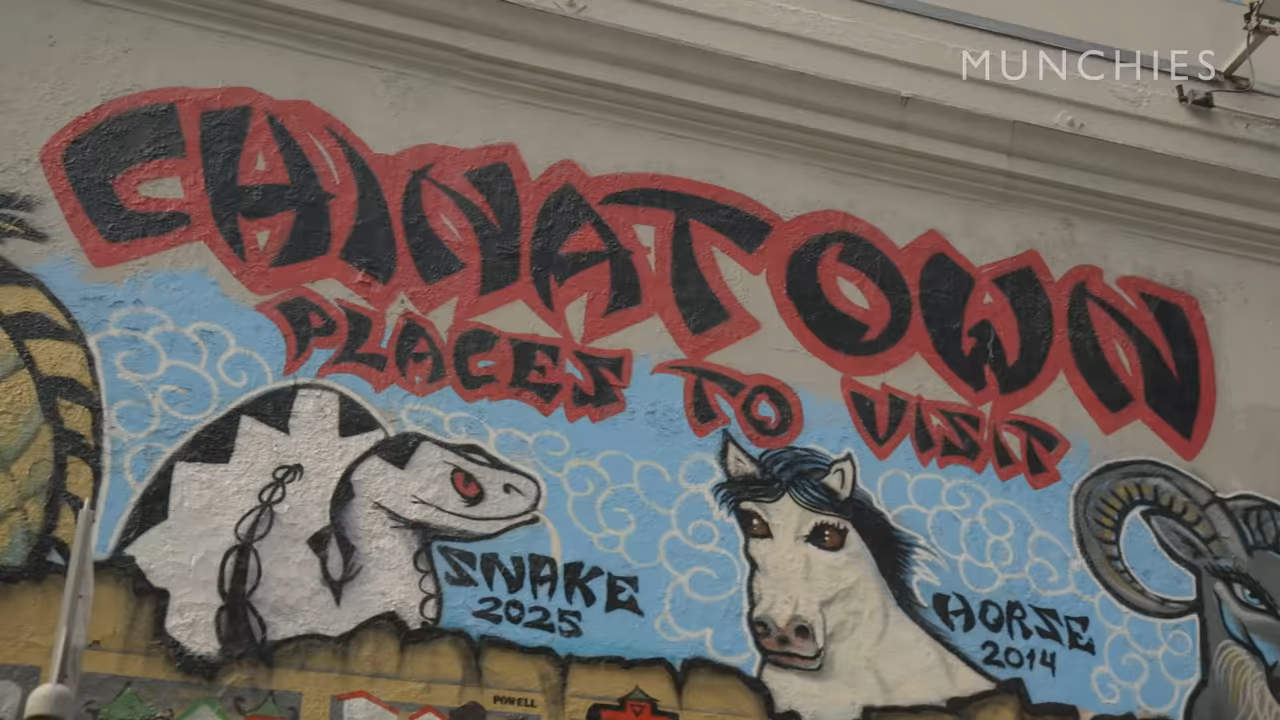 MUNCHIES
CHINATOWN
PLACES TO VISIT
SNAKE
2025
HORSE
2014
POWELL